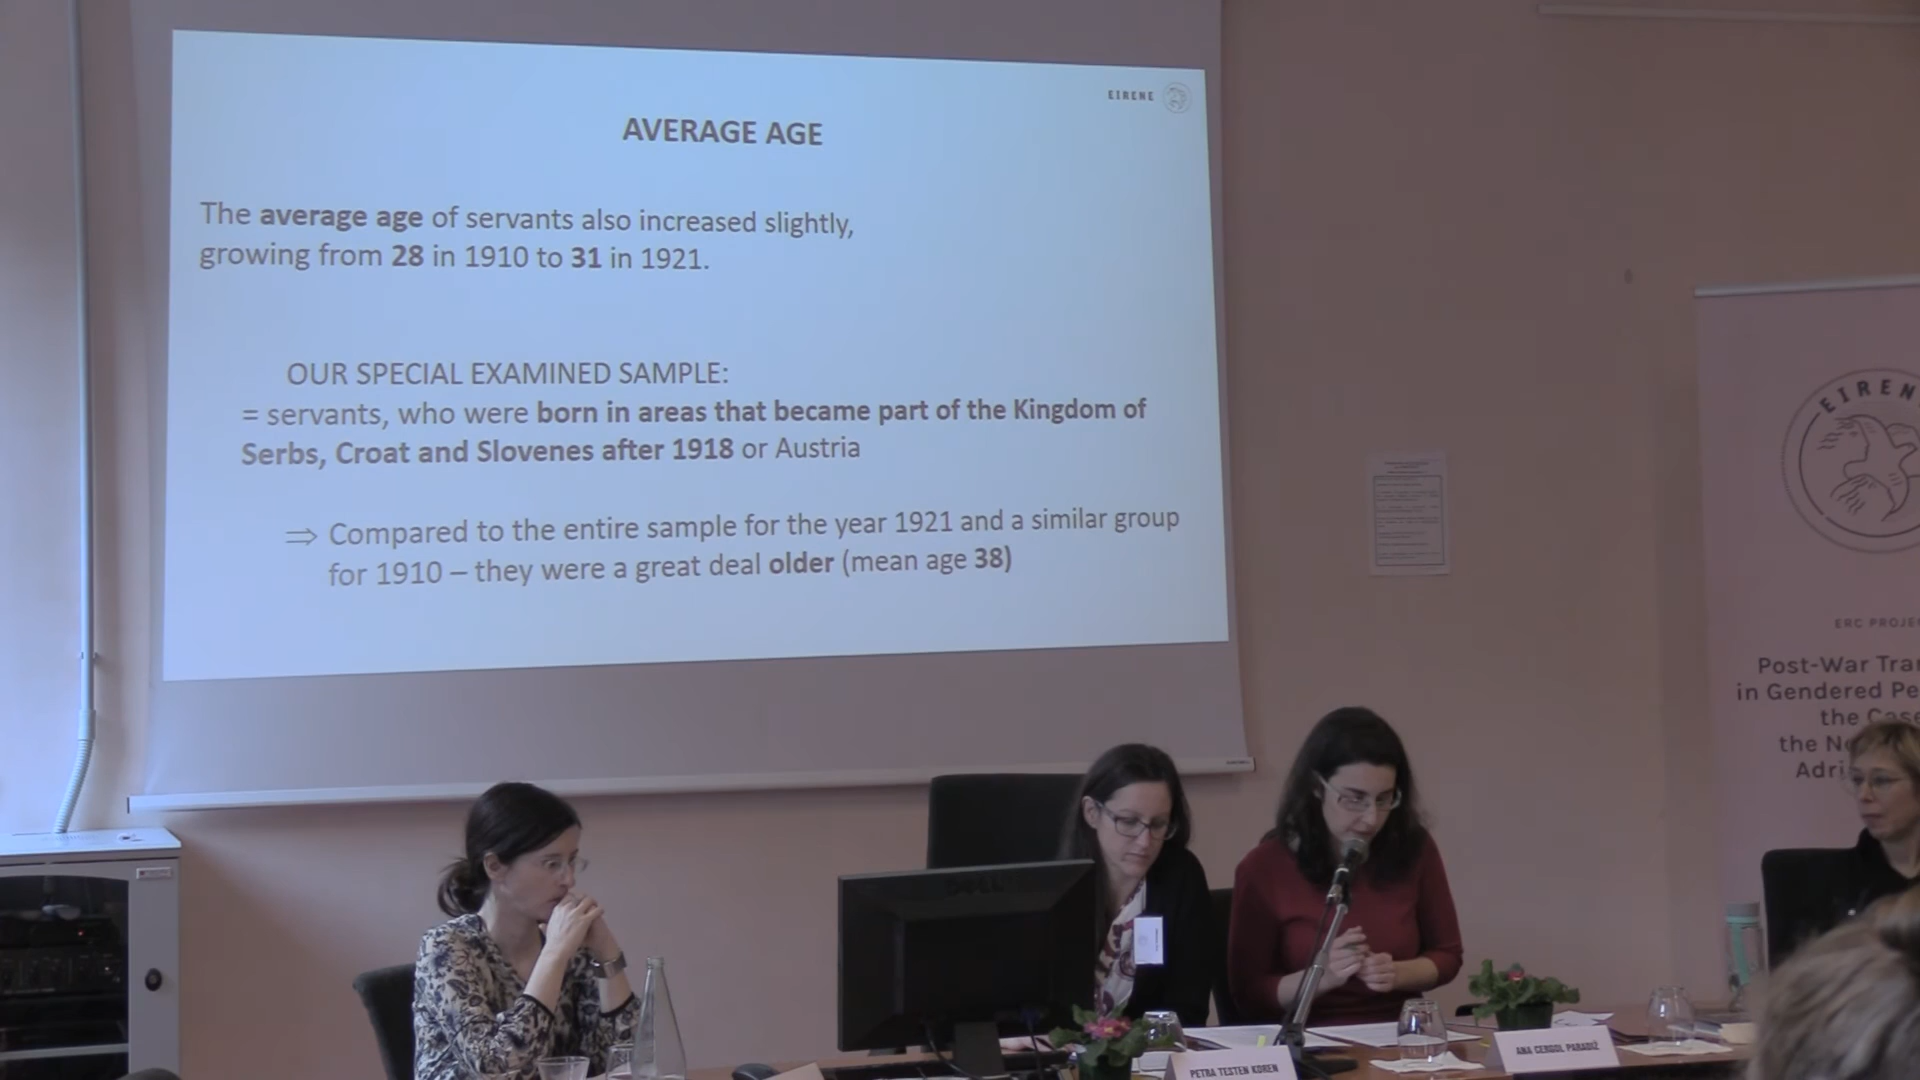 EIRENE
AVERAGE AGE
The average age of servants also increased slightly,
growing from 28 in 1910 to 31 in 1921.
OUR SPECIAL EXAMINED SAMPLE:
= servants, who were born in areas that became part of the Kingdom of
Serbs, Croat and Slovenes after 1918 or Austria
⇒ Compared to the entire sample for the year 1921 and a similar group
for 1910 – they were a great deal older (mean age 38)
EIREN
ERC PROJE
Post-War Tra
in Gendered Pe
the Case
the N
Adri
DELL
PETRA TESTEN KOREN
ANA CERGOL PARADIŽ